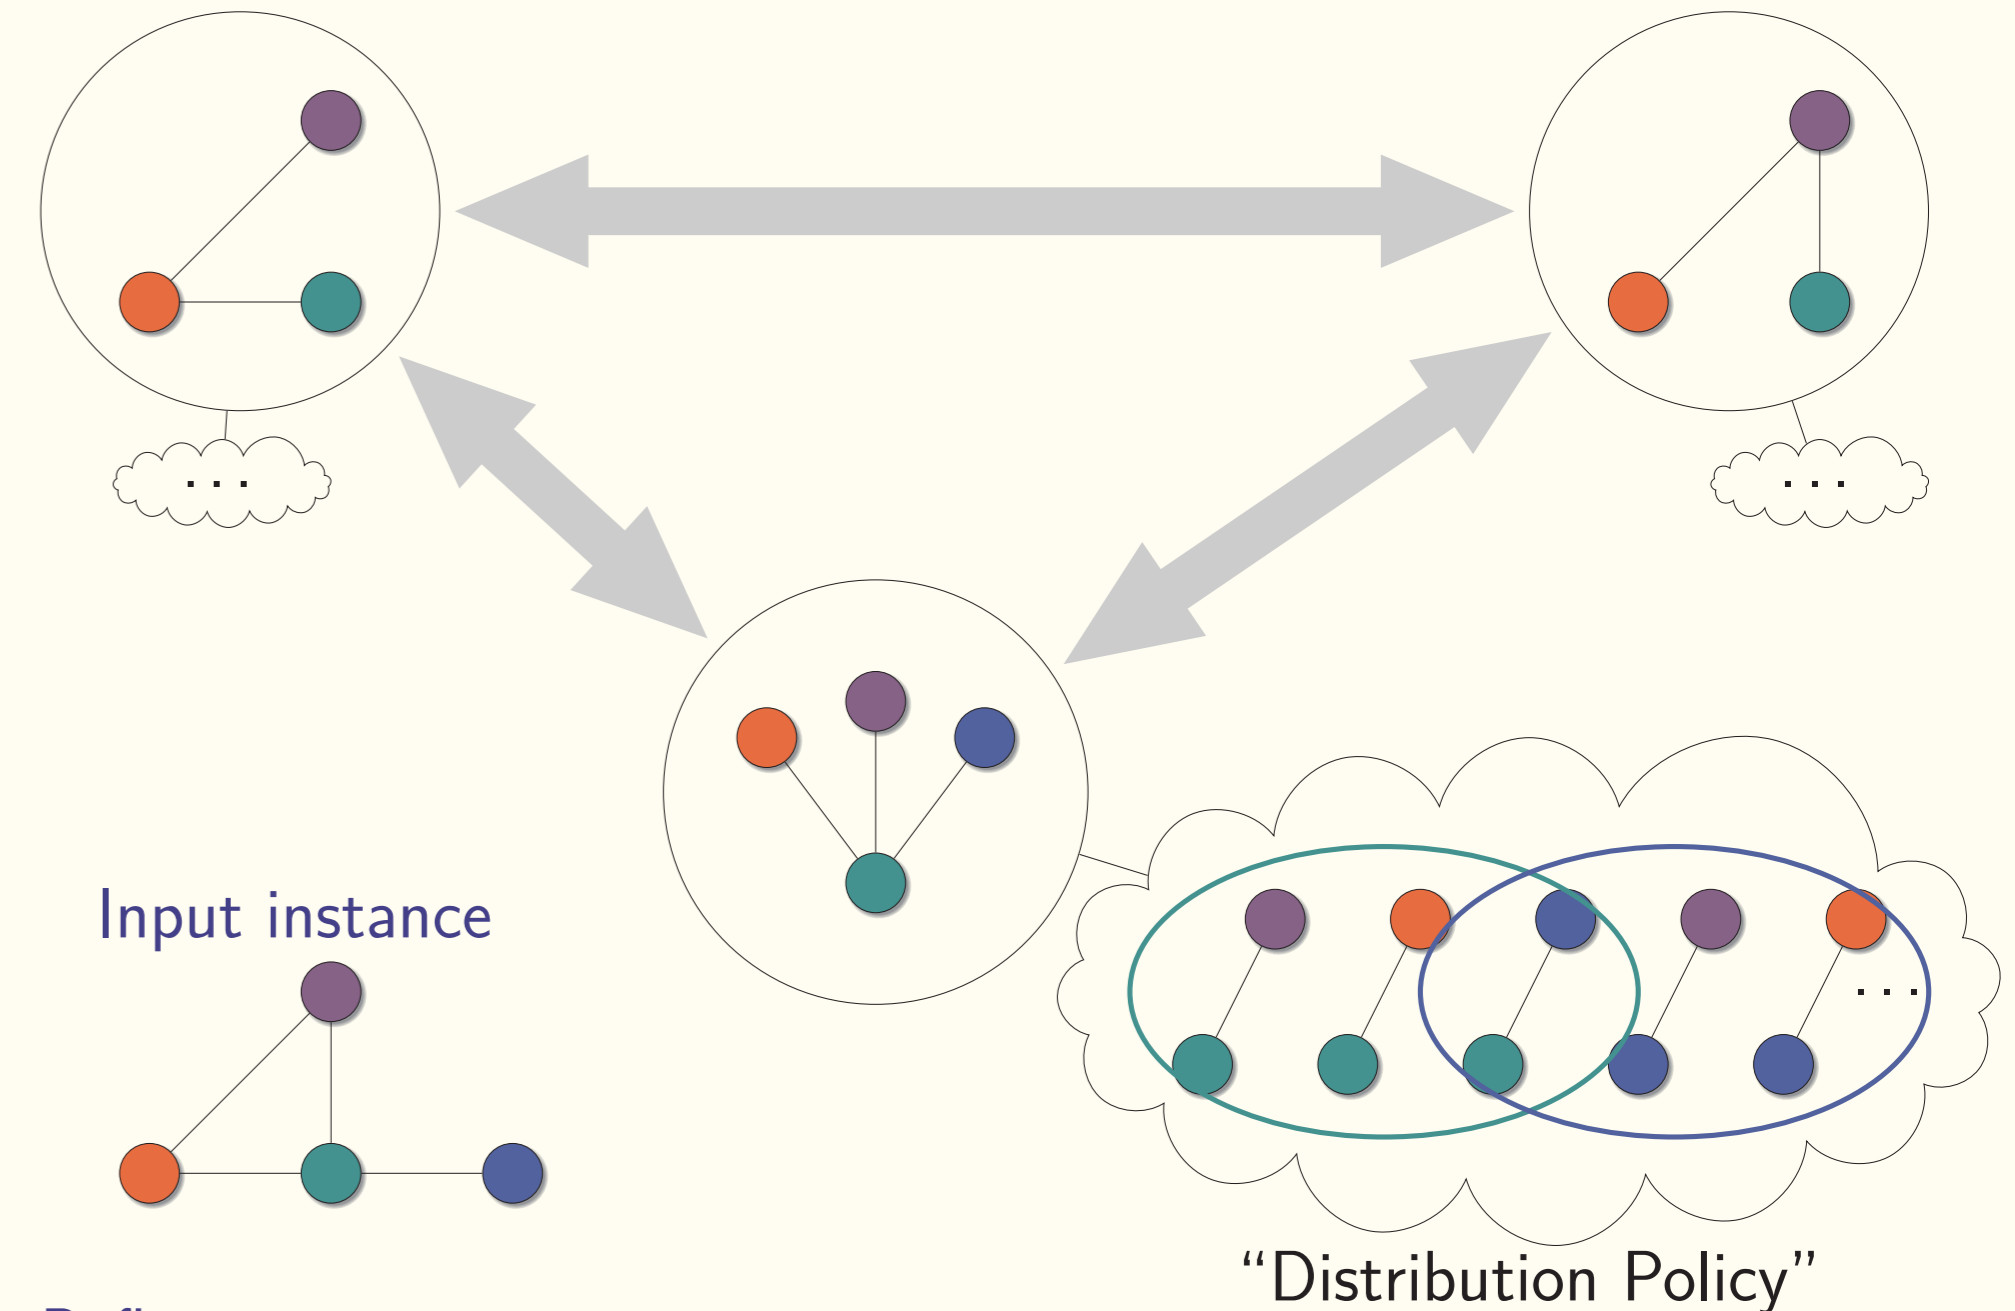 . . .
. . .
Input instance
. . .
“Distribution Policy”